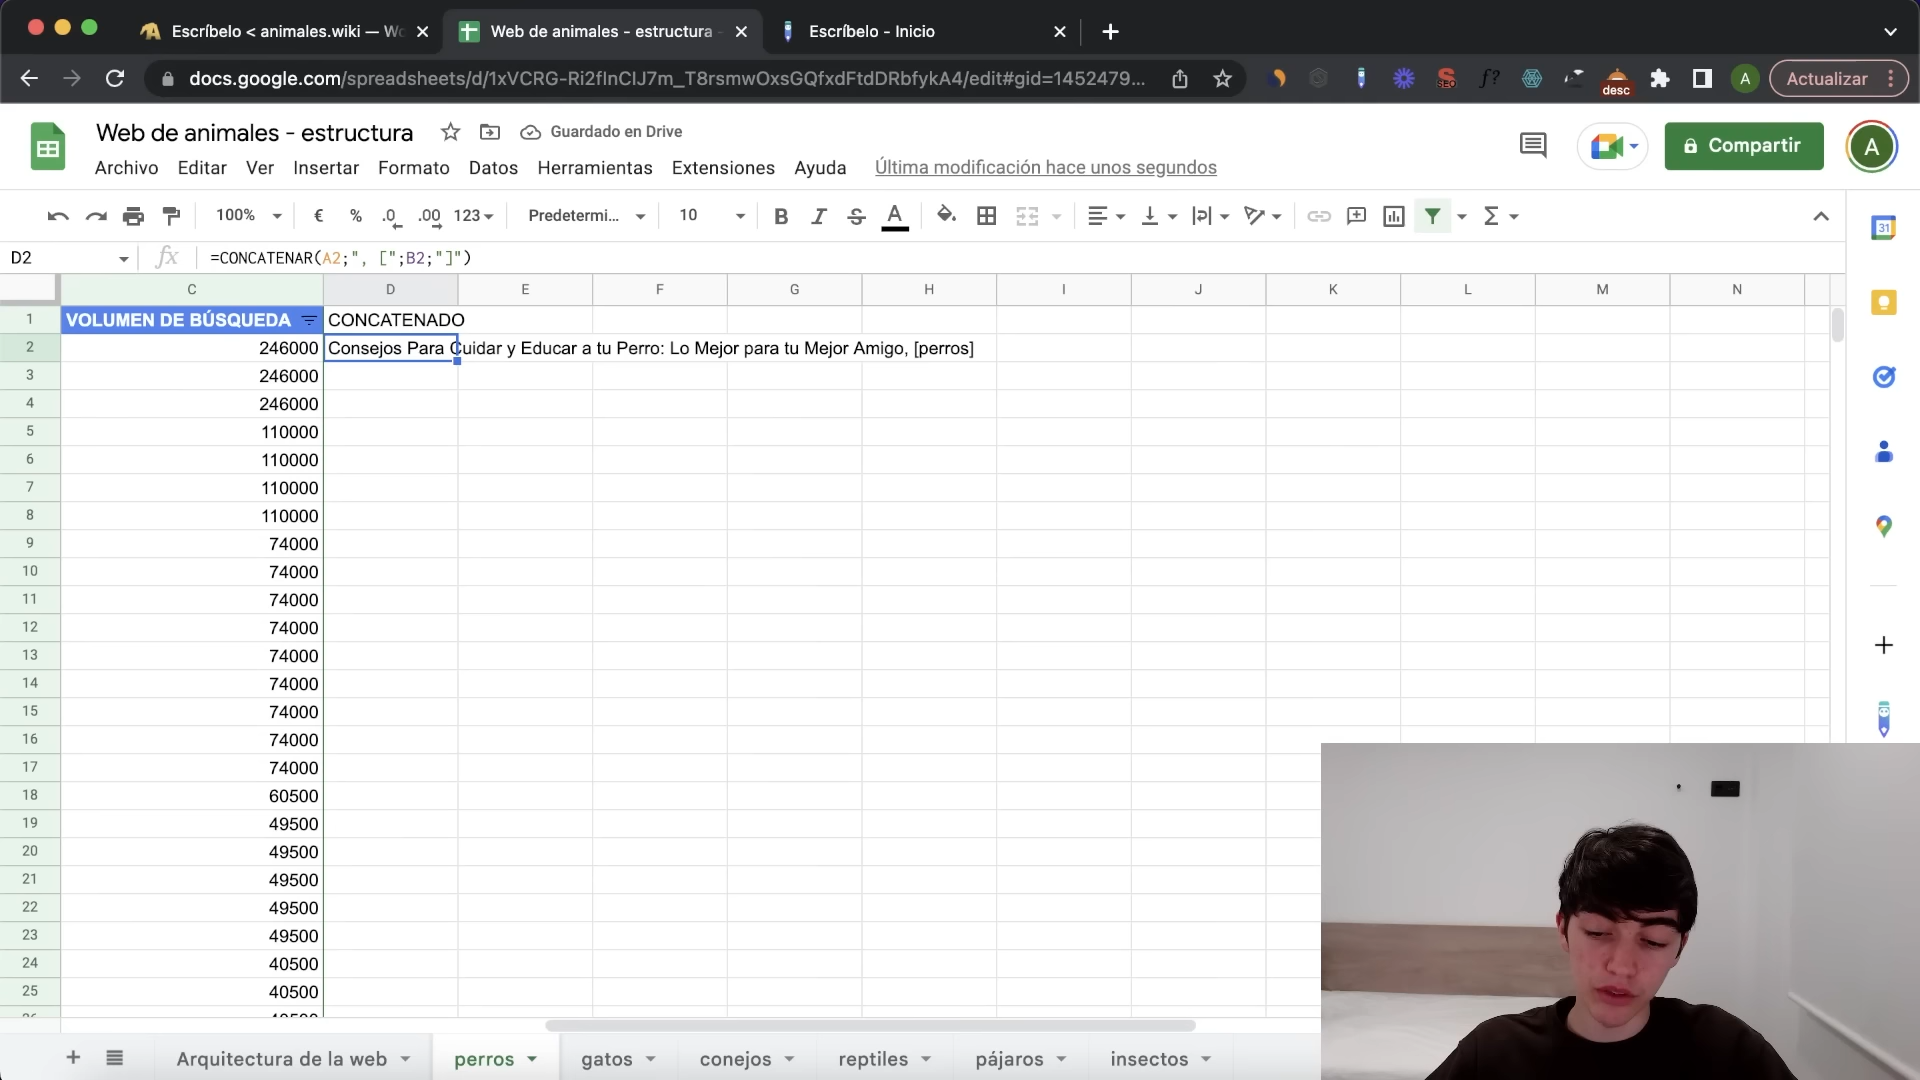 Escríbelo < animales.wiki — Wo
Web de animales - estructura -
Escríbelo - Inicio
docs.google.com/spreadsheets/d/1xVCRG-Ri2fInCIJ7m_T8rsmwOxsGQfxdFtdDRbfykA4/edit#gid=1452479...
SEO
f?
desc
A
Actualizar
Web de animales - estructura
Guardado en Drive
Compartir
A
Archivo Editar Ver Insertar Formato Datos Herramientas Extensiones Ayuda Última modificación hace unos segundos
100% € % .0 .00 123 Predetermi... 10 B I S A Σ
31
D2 fx =CONCATENAR(A2;", [";B2;"]")
C D E F G H I J K L M N
1 VOLUMEN DE BÚSQUEDA CONCATENADO
2 246000 Consejos Para Cuidar y Educar a tu Perro: Lo Mejor para tu Mejor Amigo, [perros]
3 246000
4 246000
5 110000
6 110000
7 110000
8 110000
9 74000
10 74000
11 74000
12 74000
13 74000
14 74000
15 74000
16 74000
17 74000
18 60500
19 49500
20 49500
21 49500
22 49500
23 49500
24 40500
25 40500
Arquitectura de la web perros gatos conejos reptiles pájaros insectos